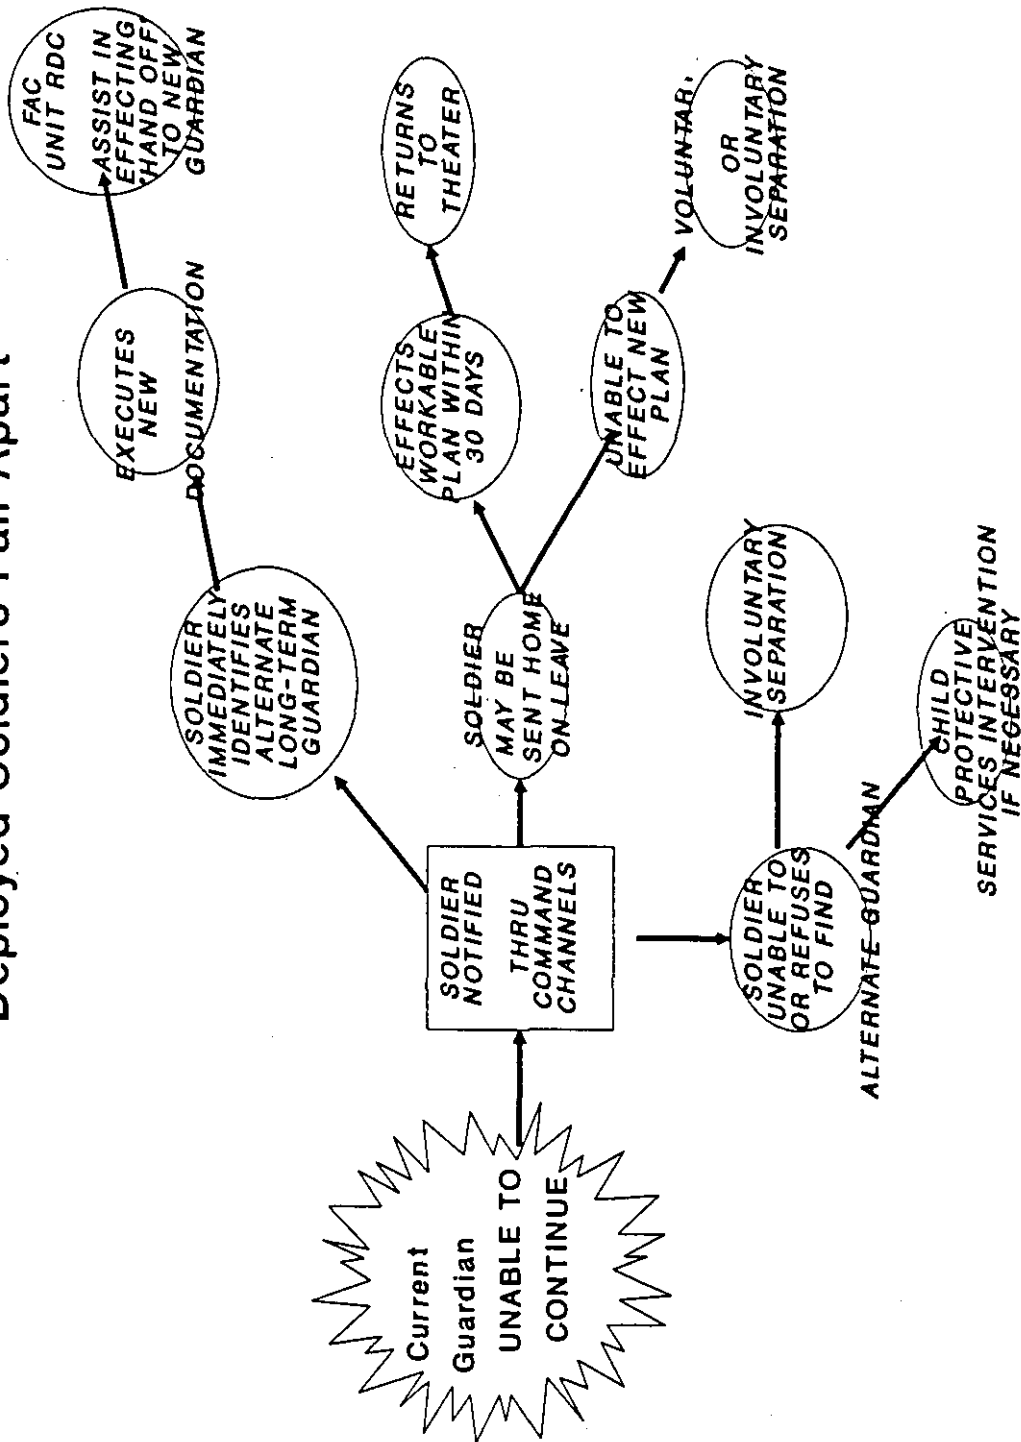 Deployed Soldiers Fall Apart
Current
Guardian
UNABLE TO
CONTINUE
SOLDIER
NOTIFIED
THRU
COMMAND
CHANNELS
SOLDIER
IMMEDIATELY
IDENTIFIES
ALTERNATE
LONG-TERM
GUARDIAN
EXECUTES
NEW
DOCUMENTATION
FAC
UNIT RDC
ASSIST IN
EFFECTING
'HAND OFF'
TO NEW
GUARDIAN
SOLDIER
MAY BE
SENT HOME
ON LEAVE
EFFECTS
WORKABLE
PLAN WITHIN
30 DAYS
RETURNS
TO
THEATER
UNABLE TO
EFFECT NEW
PLAN
OR
INVOLUNTARY
SEPARATION
SOLDIER
UNABLE TO
OR REFUSES
TO FIND
ALTERNATE GUARDIAN
INVOLUNTARY
SEPARATION
CHILD
PROTECTIVE
SERVICES INTERVENTION
IF NECESSARY